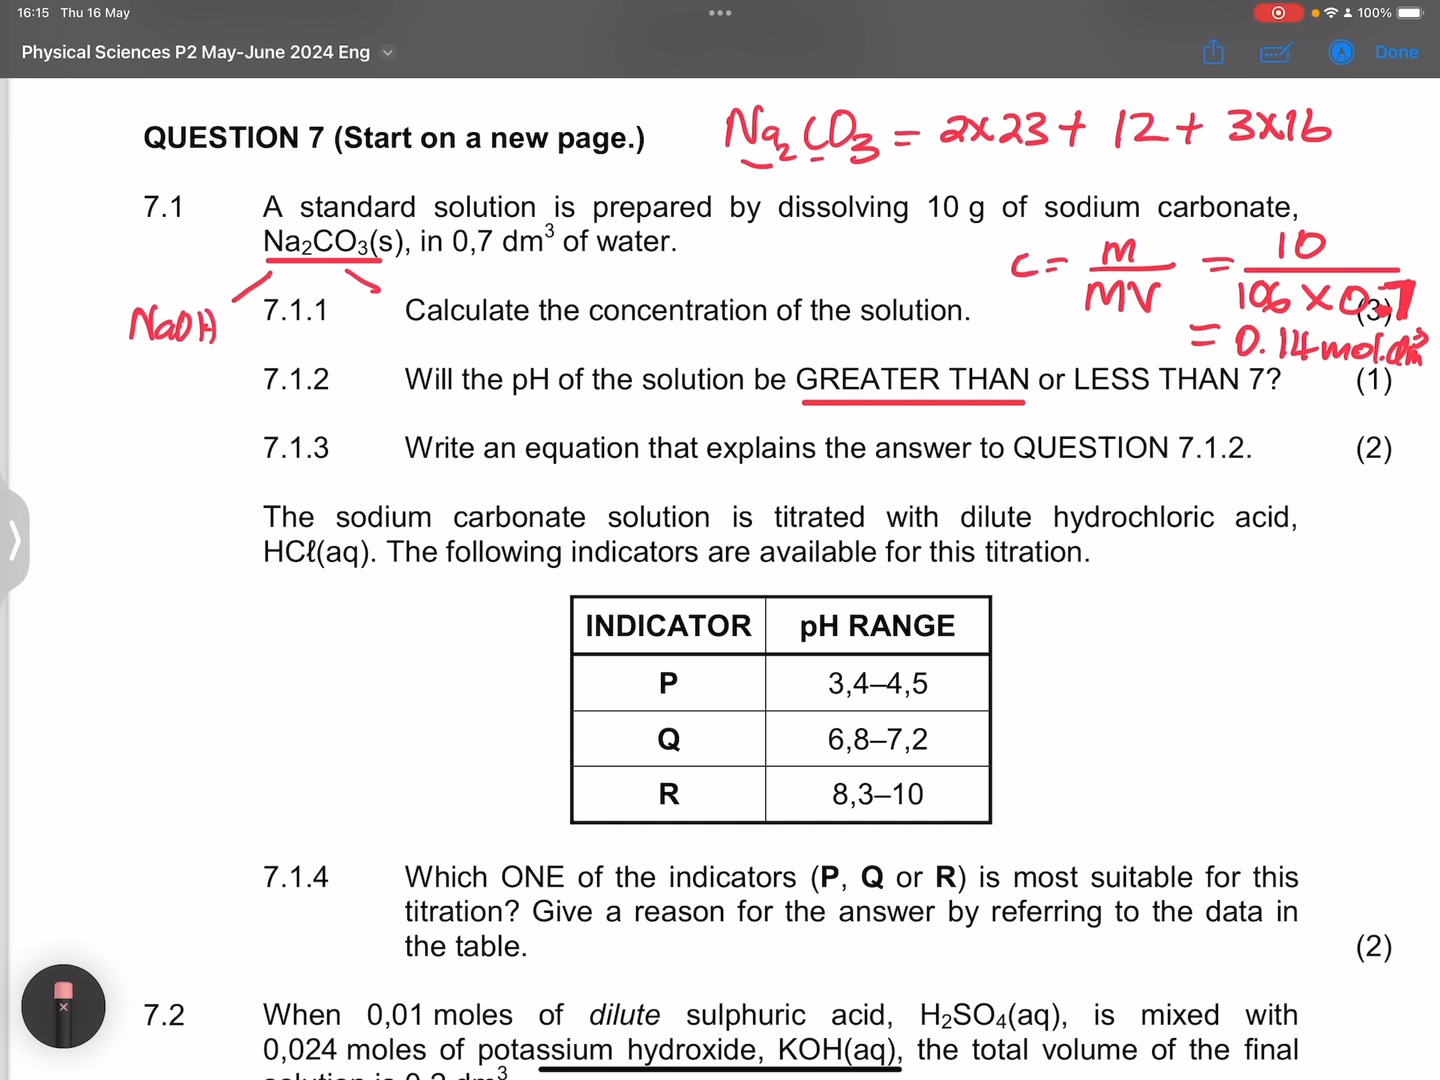 16:15 Thu 16 May
100%
Physical Sciences P2 May-June 2024 Eng
Done
QUESTION 7 (Start on a new page.)
Na₂CO₃ = 2x23 + 12 + 3x16
7.1 A standard solution is prepared by dissolving 10 g of sodium carbonate,
Na₂CO₃(s), in 0,7 dm³ of water.
c = m/MV = 10/106 x 0.7
NaOH
7.1.1 Calculate the concentration of the solution. (3)
= 0.14 mol.dm³
7.1.2 Will the pH of the solution be GREATER THAN or LESS THAN 7? (1)
7.1.3 Write an equation that explains the answer to QUESTION 7.1.2. (2)
The sodium carbonate solution is titrated with dilute hydrochloric acid,
HCℓ(aq). The following indicators are available for this titration.
INDICATOR pH RANGE
P 3,4–4,5
Q 6,8–7,2
R 8,3–10
7.1.4 Which ONE of the indicators (P, Q or R) is most suitable for this
titration? Give a reason for the answer by referring to the data in
the table. (2)
7.2 When 0,01 moles of dilute sulphuric acid, H₂SO₄(aq), is mixed with
0,024 moles of potassium hydroxide, KOH(aq), the total volume of the final